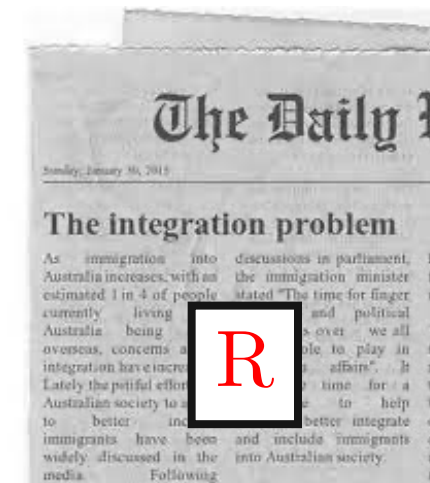 The Daily
Sunday, January 30, 2015
The integration problem
As immigration into
Australia increases, with an
estimated 1 in 4 of people
currently living
Australia being
overseas, concerns
integration have
Lately the pitiful
Australian society to
to better
immigrants have been
widely discussed in the
media. Following
discussions in parliament,
the immigration minister
stated "The time for finger
and political
over we all
to play in
affairs". It
time for a
to help
better integrate
and include immigrants
into Australian society.
R